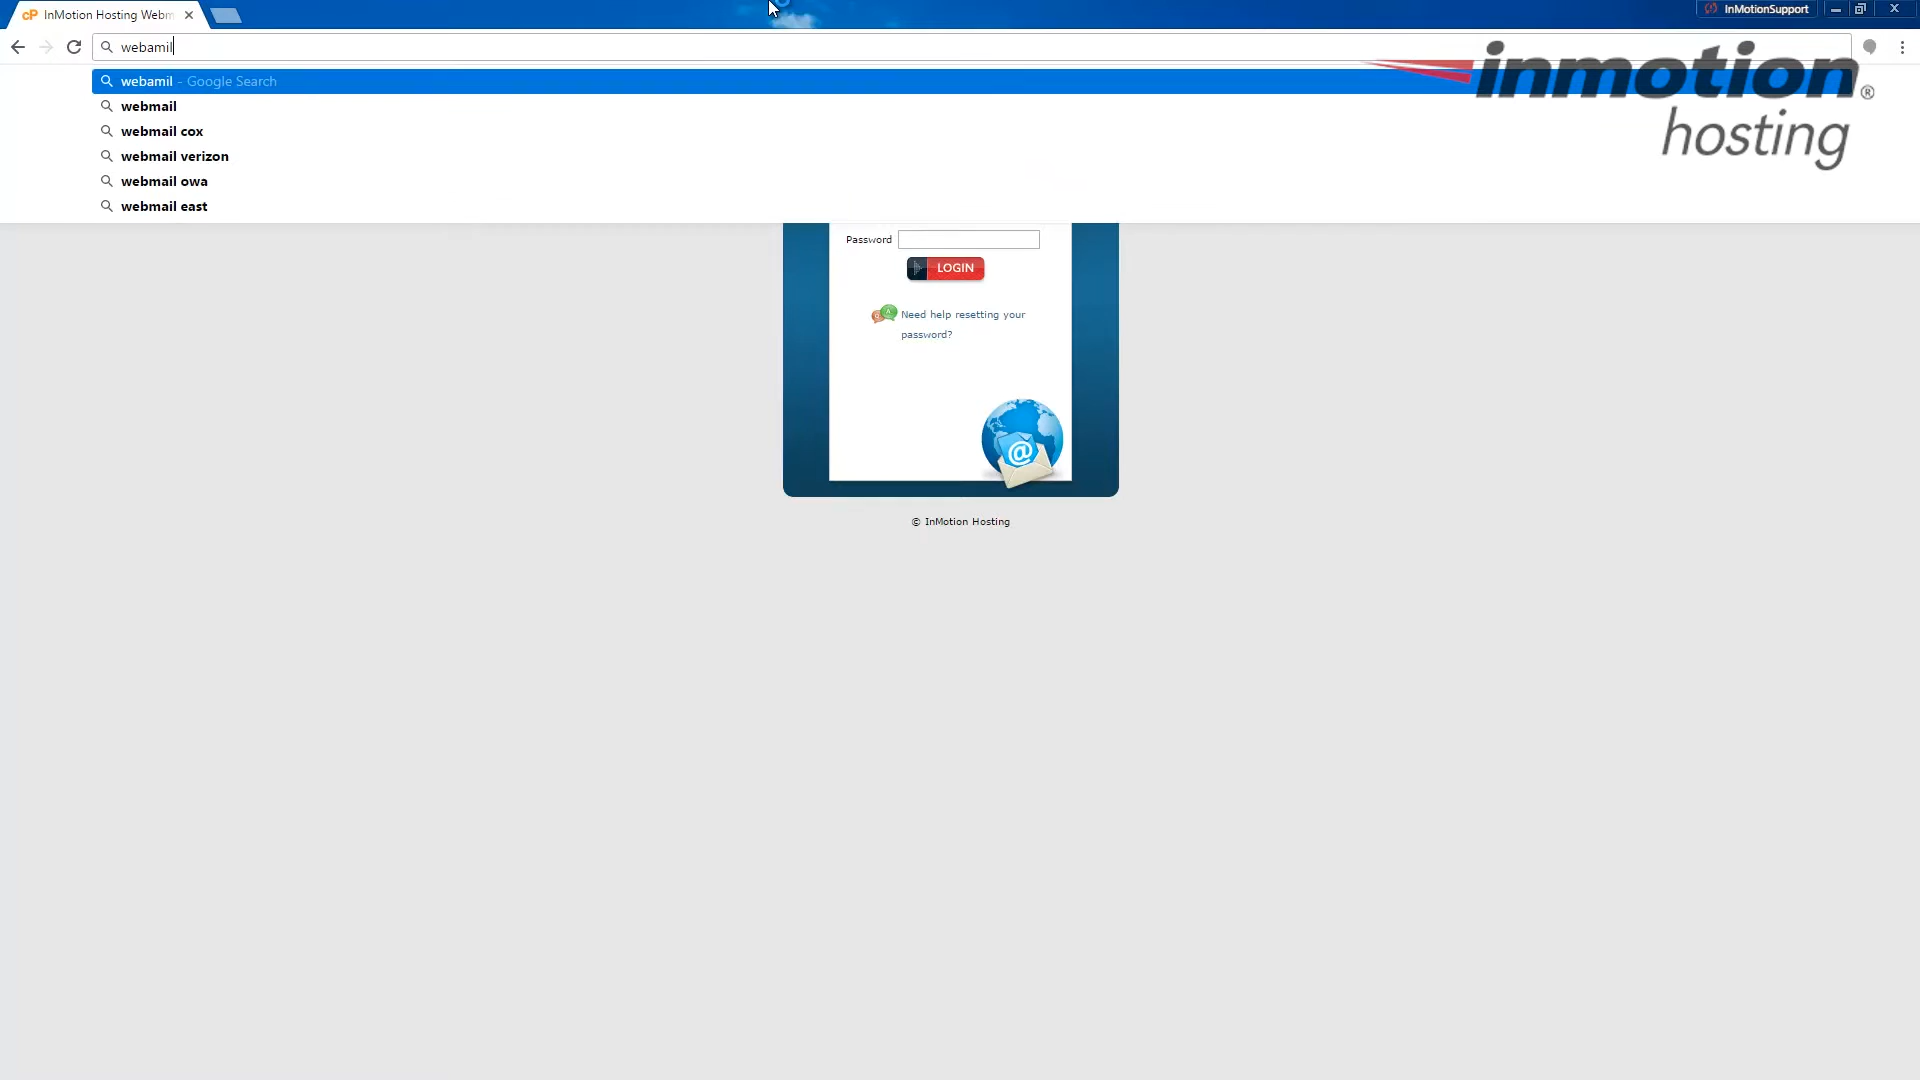 cP InMotion Hosting Webm
InMotionSupport
webamil
webamil - Google Search
webmail
webmail cox
webmail verizon
webmail owa
webmail east
inmotion®
hosting
Password
LOGIN
Need help resetting your
password?
@
© InMotion Hosting